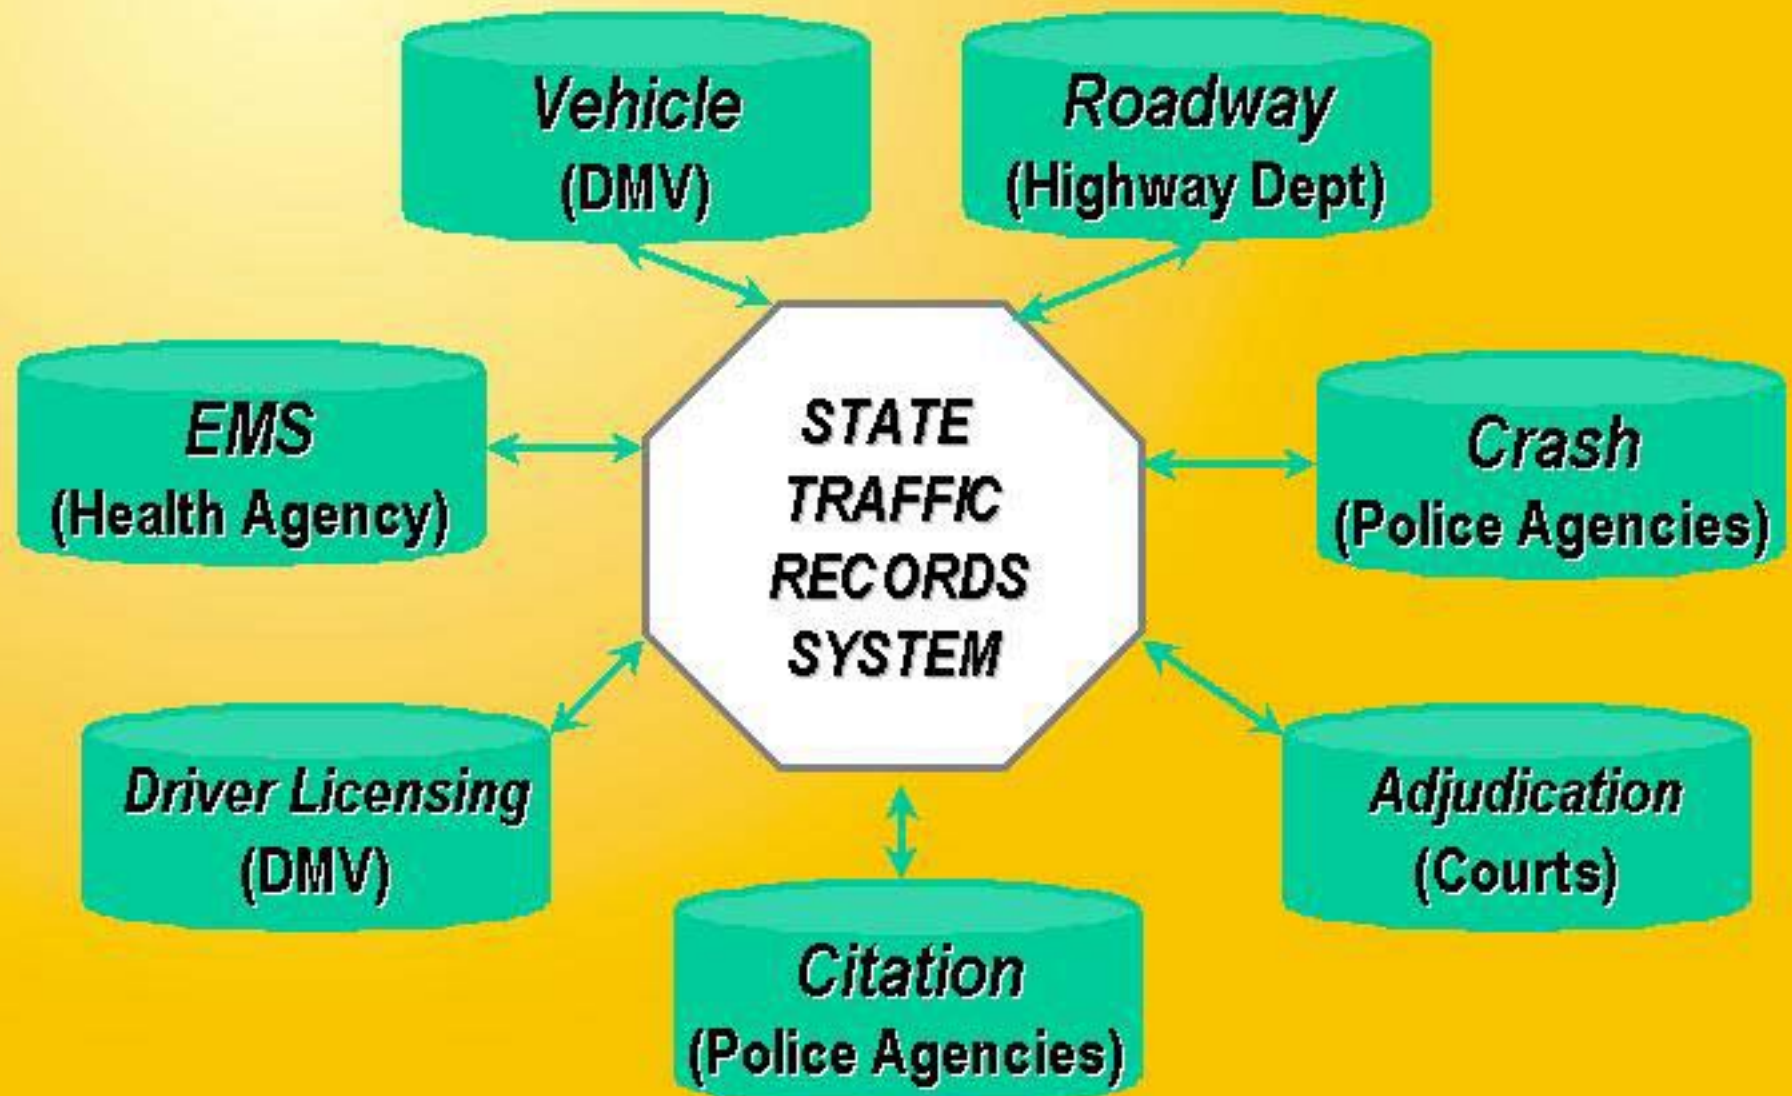 Vehicle
(DMV)
Roadway
(Highway Dept)
EMS
(Health Agency)
STATE
TRAFFIC
RECORDS
SYSTEM
Crash
(Police Agencies)
Driver Licensing
(DMV)
Adjudication
(Courts)
Citation
(Police Agencies)